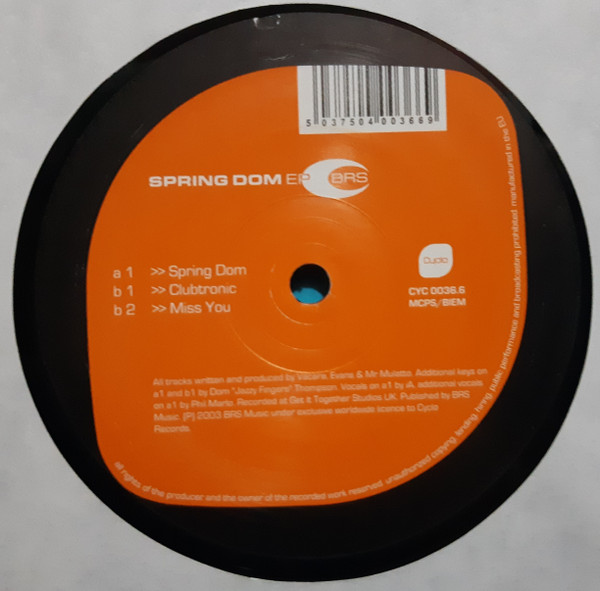 5 037504 003669
SPRING DOM EP BRS
a 1 >> Spring Dom
b 1 >> Clubtronic
b 2 >> Miss You
Cyclo
CYC 0036.6
MCPS/BIEM
All tracks written and produced by Evans & Mr Mulatto. Additional keys on
a1 and b1 by Dom "Jazzy Fingers" Thompson. Vocals on a1 by iA, additional vocals
on a1 by Phil Marlo. Recorded at Get It Together Studios UK. Published by BRS
Music. (P) 2003 BRS Music under exclusive worldwide licence to Cyclo
Records.
all rights of the producer and the owner of the recorded work reserved. unauthorized copying, lending, hiring, public performance and broadcasting prohibited. manufactured in the EU.